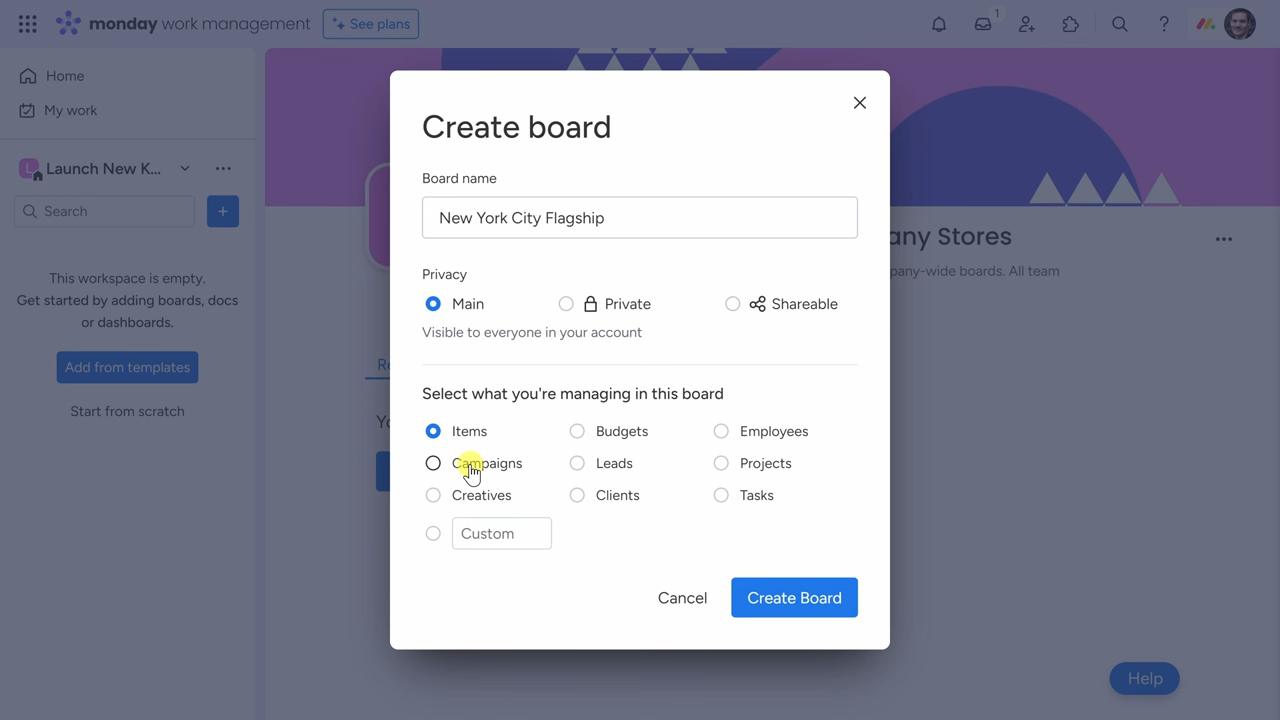 monday work management
See plans
1
Home
My work
L
Launch New K...
Search
+
This workspace is empty.
Get started by adding boards, docs
or dashboards.
Add from templates
Start from scratch
any Stores
pany-wide boards. All team
Re
Yo
Create board
Board name
New York City Flagship
Privacy
Main
Private
Shareable
Visible to everyone in your account
Select what you're managing in this board
Items
Budgets
Employees
Campaigns
Leads
Projects
Creatives
Clients
Tasks
Custom
Cancel
Create Board
Help